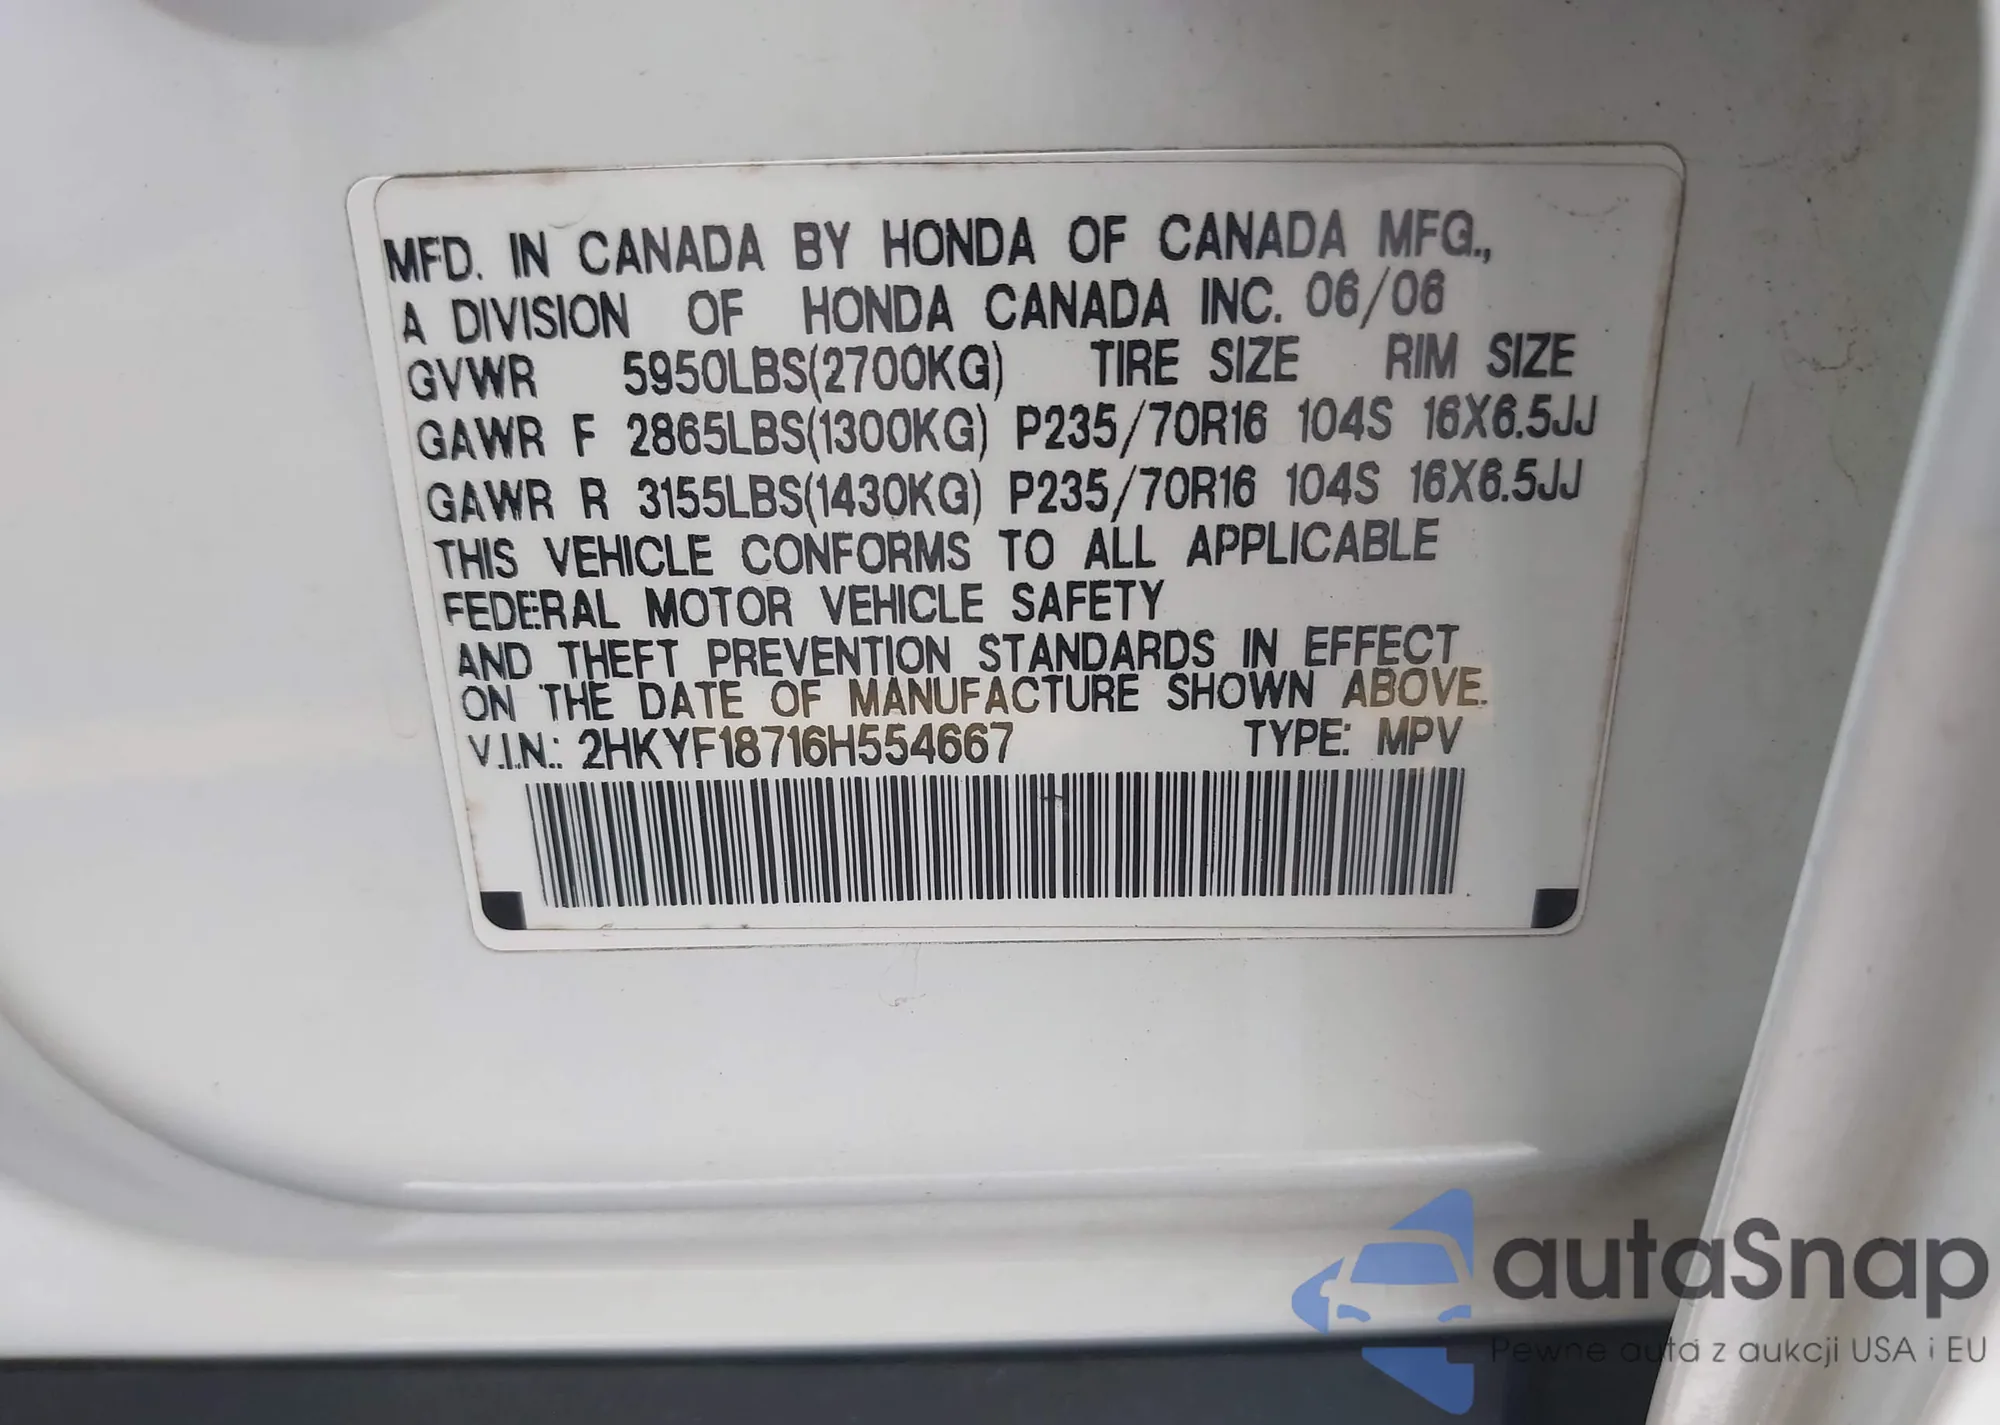 MFD. IN CANADA BY HONDA OF CANADA MFG.,
A DIVISION OF HONDA CANADA INC. 06/06
GVWR 5950LBS(2700KG) TIRE SIZE RIM SIZE
GAWR F 2865LBS(1300KG) P235/70R16 104S 16X6.5JJ
GAWR R 3155LBS(1430KG) P235/70R16 104S 16X6.5JJ
THIS VEHICLE CONFORMS TO ALL APPLICABLE
FEDERAL MOTOR VEHICLE SAFETY
AND THEFT PREVENTION STANDARDS IN EFFECT
ON THE DATE OF MANUFACTURE SHOWN ABOVE.
V.I.N.: 2HKYF18716H554667 TYPE: MPV
autaSnap
Pewne auta z aukcji USA i EU